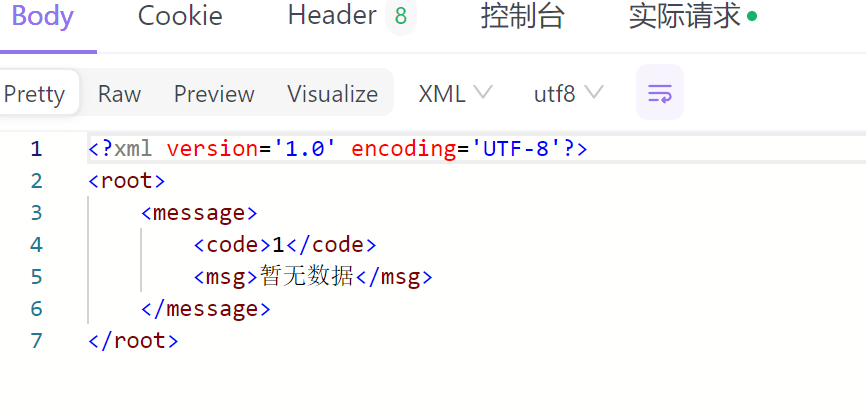 Body Cookie Header 8 控制台 实际请求
Pretty Raw Preview Visualize XML utf8
1 <?xml version='1.0' encoding='UTF-8'?>
2 <root>
3 <message>
4 <code>1</code>
5 <msg>暂无数据</msg>
6 </message>
7 </root>